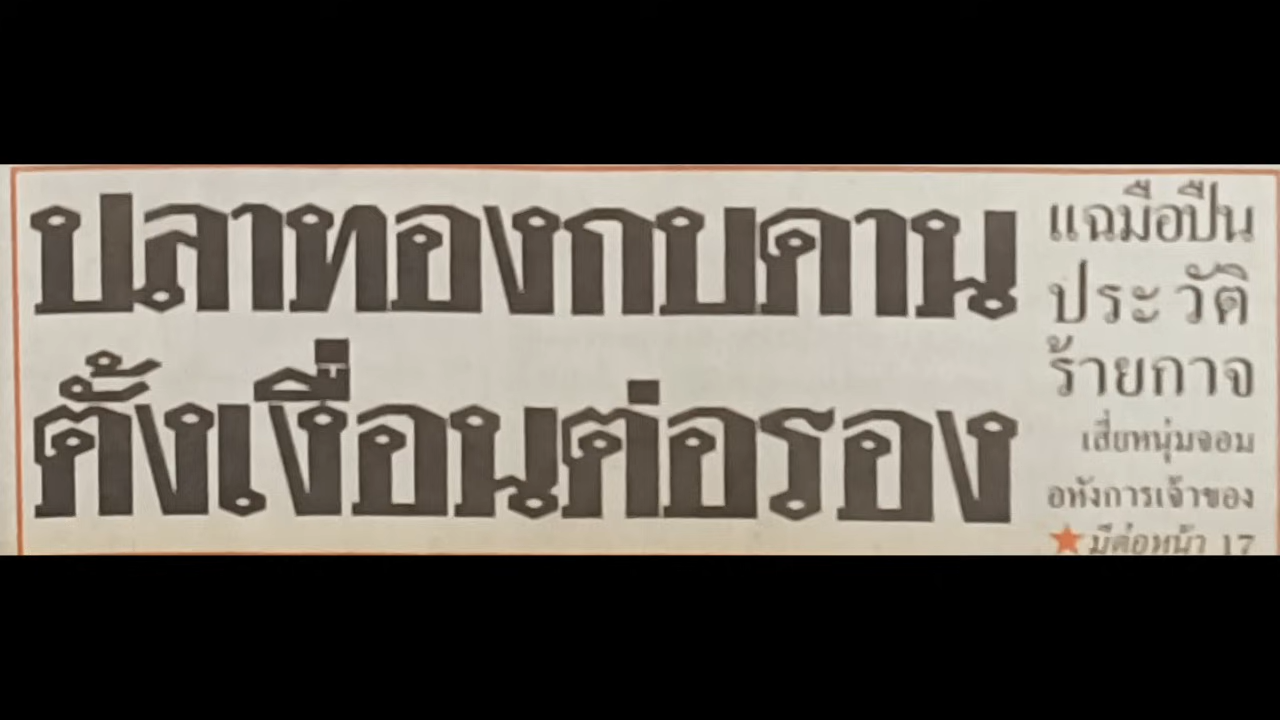 ปลาทองกบดาน
ตั้งเงื่อนต่อรอง
แฉมือปืน
ประวัติ
ร้ายกาจ
เสี่ยหนุ่มจอม
อหังการเจ้าของ
มีต่อหน้า 17